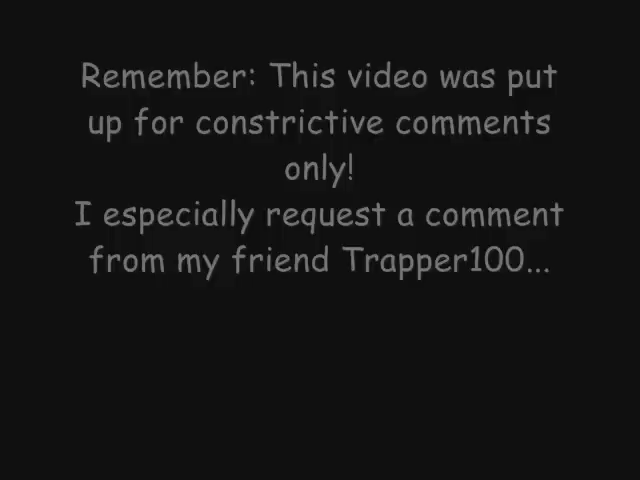 Remember: This video was put
up for constrictive comments
only!
I especially request a comment
from my friend Trapper100...